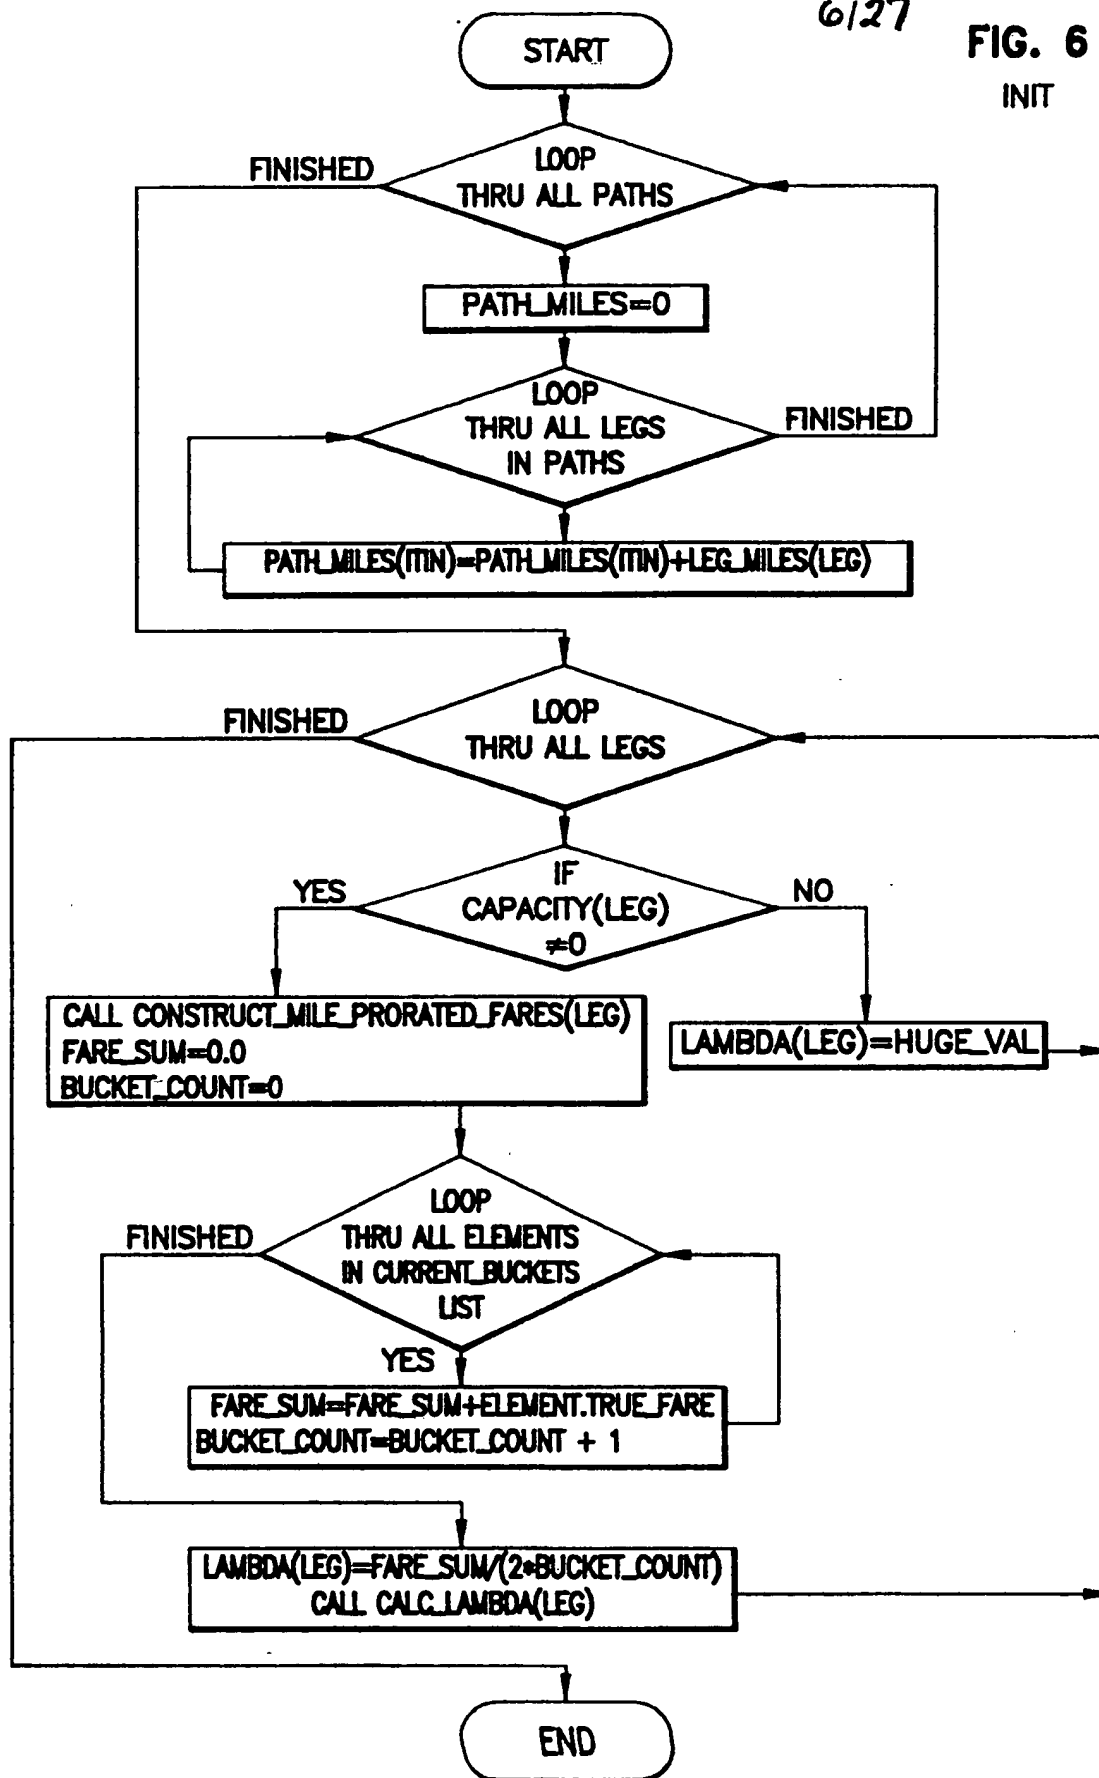 6/27
FIG. 6
INIT
START
LOOP
THRU ALL PATHS
FINISHED
PATH_MILES=0
LOOP
THRU ALL LEGS
IN PATHS
FINISHED
PATH_MILES(ITIN)=PATH_MILES(ITIN)+LEG_MILES(LEG)
FINISHED
LOOP
THRU ALL LEGS
YES
IF
CAPACITY(LEG)
≠0
NO
CALL CONSTRUCT_MILE_PRORATED_FARES(LEG)
FARE_SUM=0.0
BUCKET_COUNT=0
LAMBDA(LEG)=HUGE_VAL
FINISHED
LOOP
THRU ALL ELEMENTS
IN CURRENT_BUCKETS
LIST
YES
FARE_SUM=FARE_SUM+ELEMENT.TRUE_FARE
BUCKET_COUNT=BUCKET_COUNT + 1
LAMBDA(LEG)=FARE_SUM/(2*BUCKET_COUNT)
CALL CALC_LAMBDA(LEG)
END